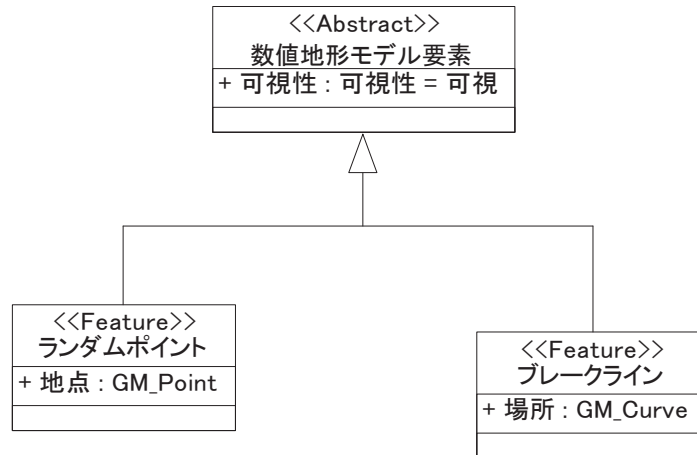 <<Abstract>>
数値地形モデル要素
+ 可視性 : 可視性 = 可視
<<Feature>>
ランダムポイント
+ 地点 : GM_Point
<<Feature>>
ブレークライン
+ 場所 : GM_Curve